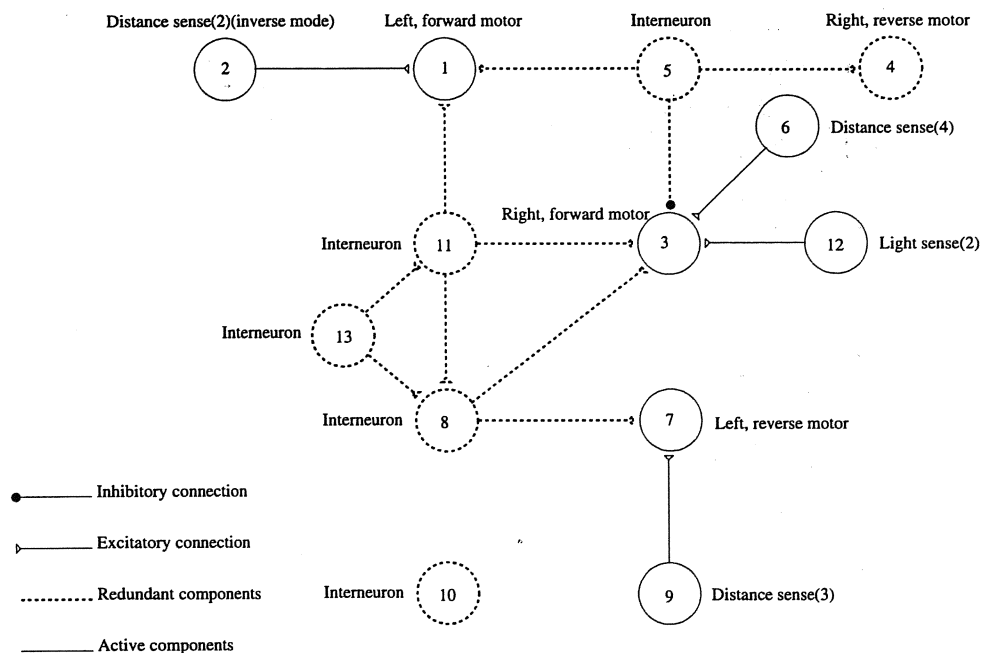 Distance sense(2)(inverse mode)
Left, forward motor
Interneuron
Right, reverse motor
2
1
5
4
6
Distance sense(4)
Right, forward motor
Interneuron
11
3
12
Light sense(2)
Interneuron
13
Interneuron
8
7
Left, reverse motor
Inhibitory connection
Excitatory connection
Redundant components
Interneuron
10
9
Distance sense(3)
Active components